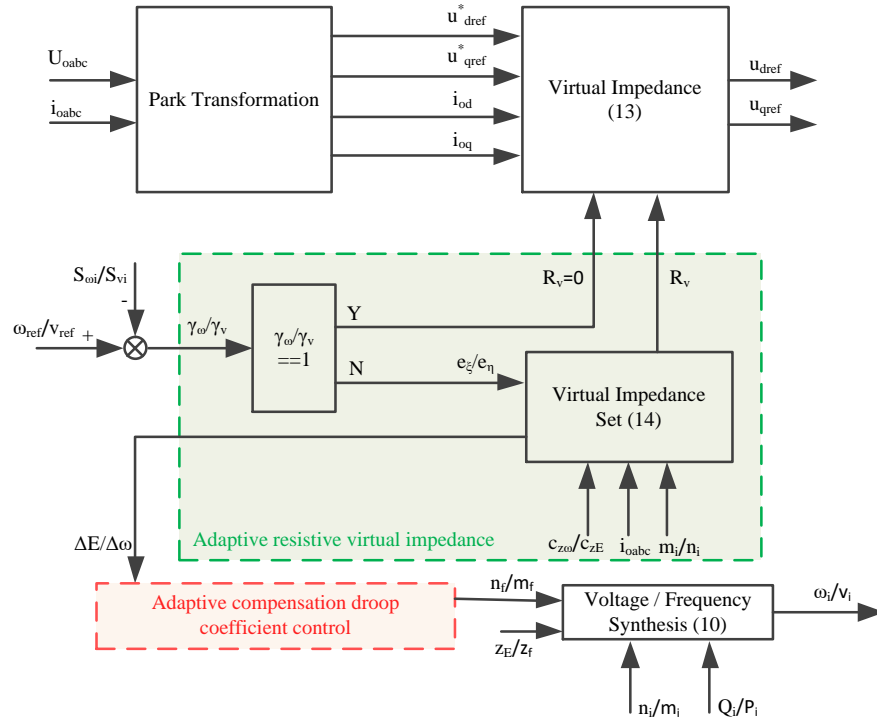 U_oabc
i_oabc
Park Transformation
u*_dref
u*_qref
i_od
i_oq
Virtual Impedance
(13)
u_dref
u_qref
S_ωi/S_vi
-
ω_ref/v_ref +
γ_ω/γ_v
γ_ω/γ_v
==1
Y
N
R_v=0
R_v
e_ξ/e_η
Virtual Impedance
Set (14)
c_zω/c_zE
i_oabc
m_i/n_i
Adaptive resistive virtual impedance
ΔE/Δω
Adaptive compensation droop
coefficient control
n_f/m_f
z_E/z_f
Voltage / Frequency
Synthesis (10)
ω_i/v_i
n_i/m_i
Q_i/P_i